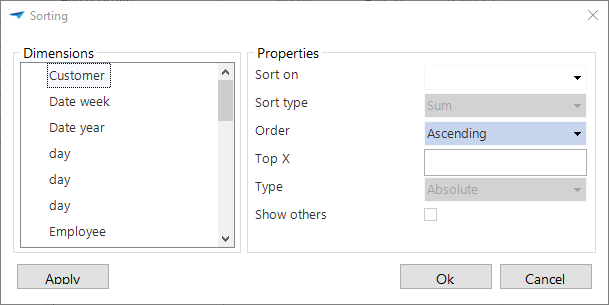 Sorting
Dimensions
Customer
Date week
Date year
day
day
day
Employee
Properties
Sort on
Sort type Sum
Order Ascending
Top X
Type Absolute
Show others
Apply
Ok Cancel